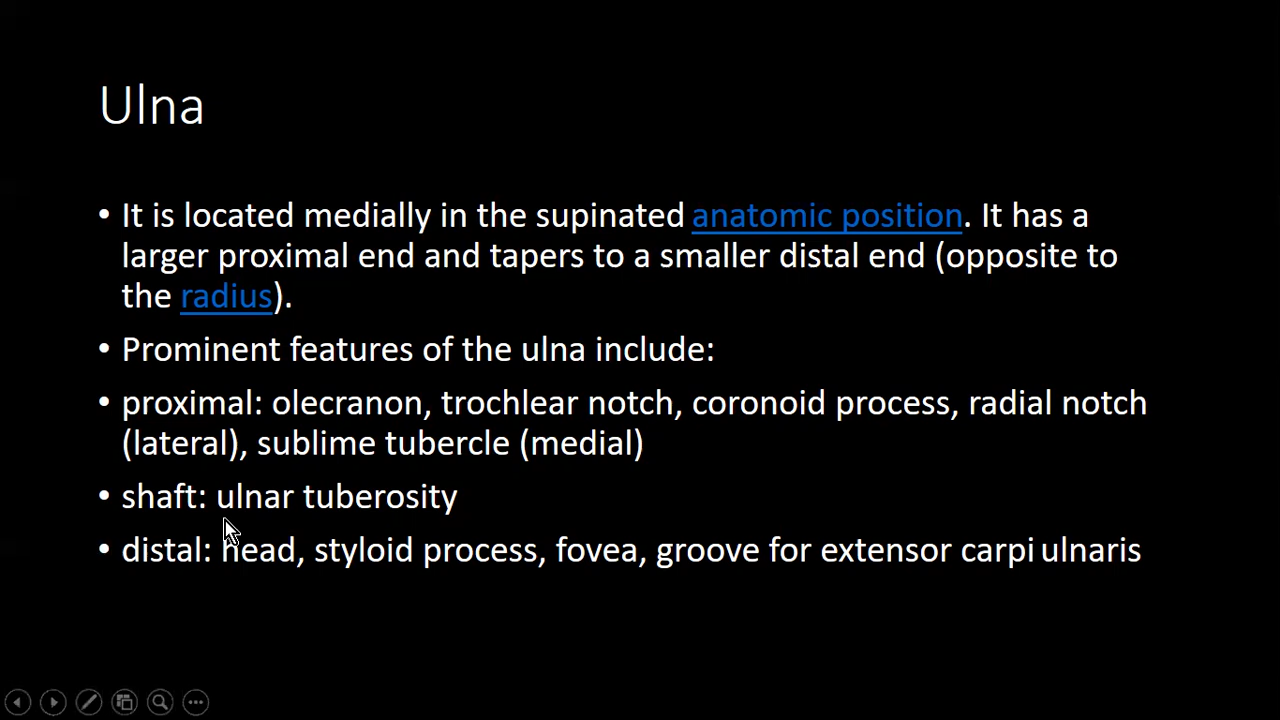 Ulna
• It is located medially in the supinated anatomic position. It has a
larger proximal end and tapers to a smaller distal end (opposite to
the radius).
• Prominent features of the ulna include:
• proximal: olecranon, trochlear notch, coronoid process, radial notch
(lateral), sublime tubercle (medial)
• shaft: ulnar tuberosity
• distal: head, styloid process, fovea, groove for extensor carpi ulnaris